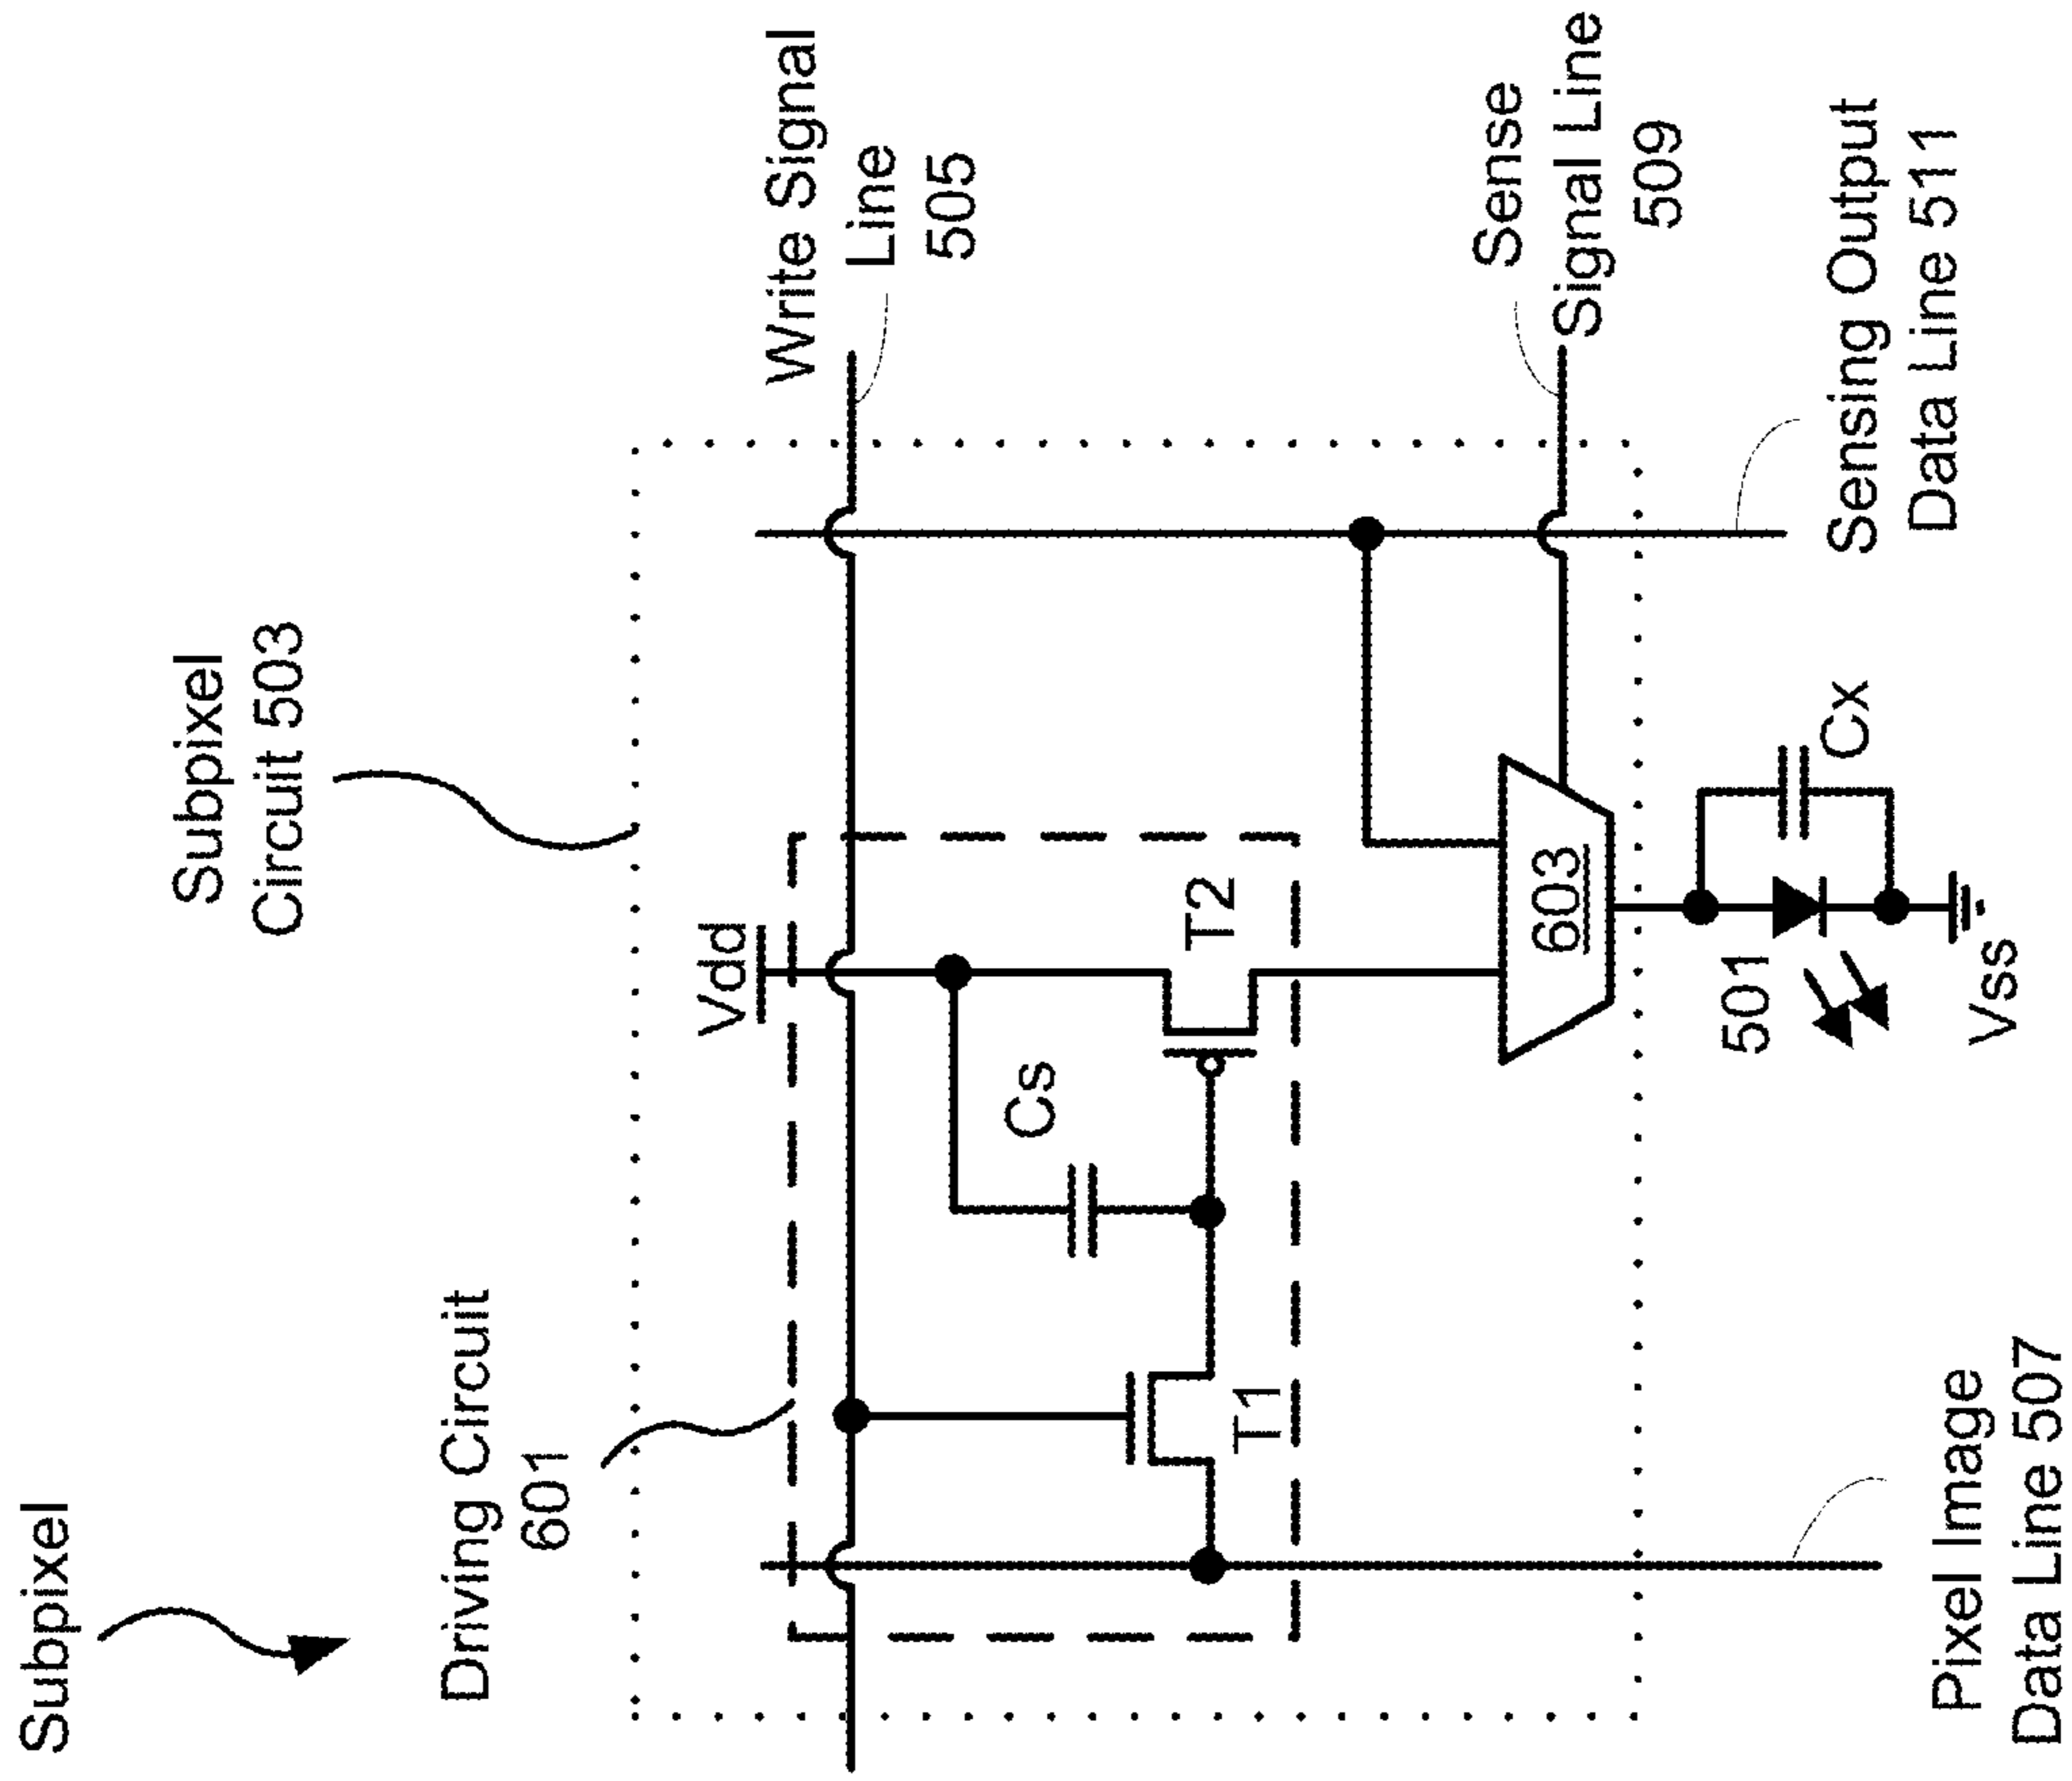 Subpixel
Subpixel
Circuit 503
Driving Circuit
601
Write Signal
Line
505
Vdd
Cs
T2
T1
603
Sense
Signal Line
509
Sensing Output
Data Line 511
501
Cx
Vss
Pixel Image
Data Line 507